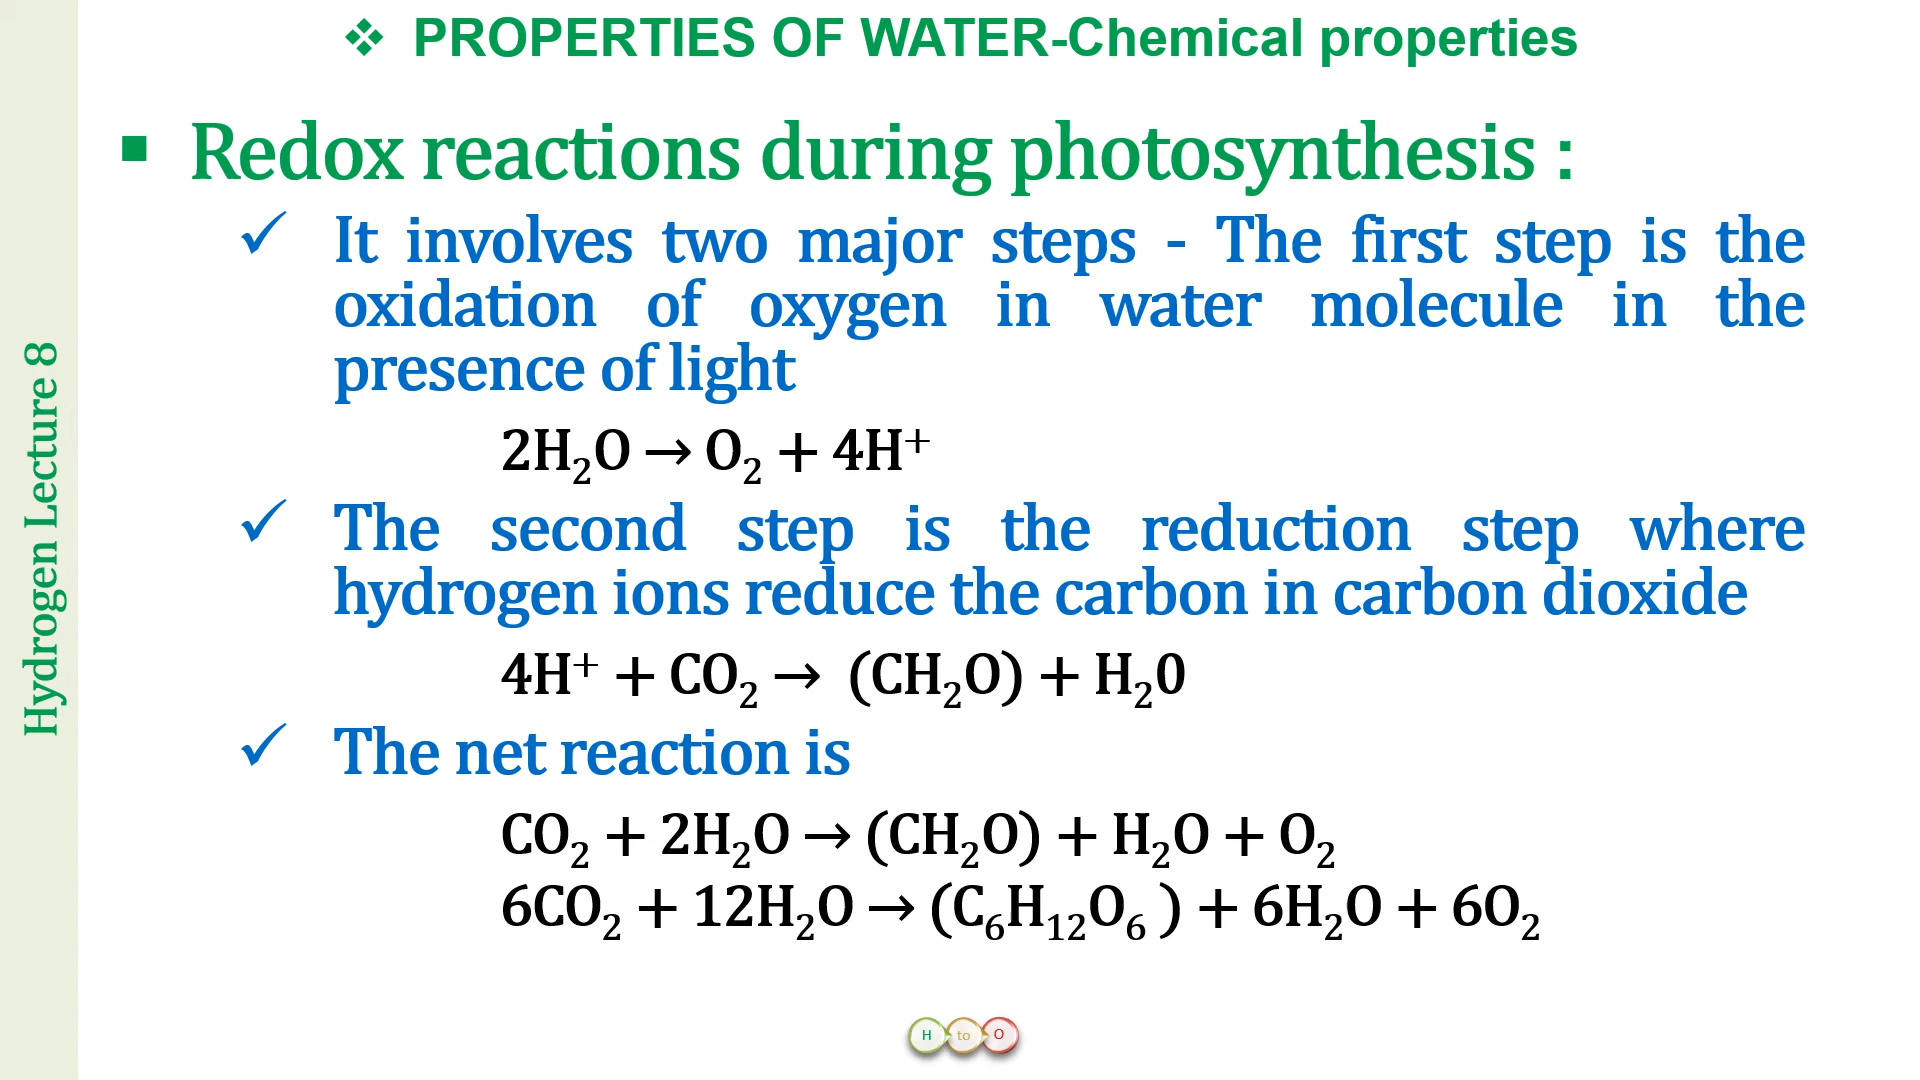 ❖ PROPERTIES OF WATER-Chemical properties
▪ Redox reactions during photosynthesis :
✓ It involves two major steps - The first step is the
oxidation of oxygen in water molecule in the
presence of light
2H₂O → O₂ + 4H⁺
✓ The second step is the reduction step where
hydrogen ions reduce the carbon in carbon dioxide
4H⁺ + CO₂ → (CH₂O) + H₂0
✓ The net reaction is
CO₂ + 2H₂O → (CH₂O) + H₂O + O₂
6CO₂ + 12H₂O → (C₆H₁₂O₆ ) + 6H₂O + 6O₂
Hydrogen Lecture 8
H to O